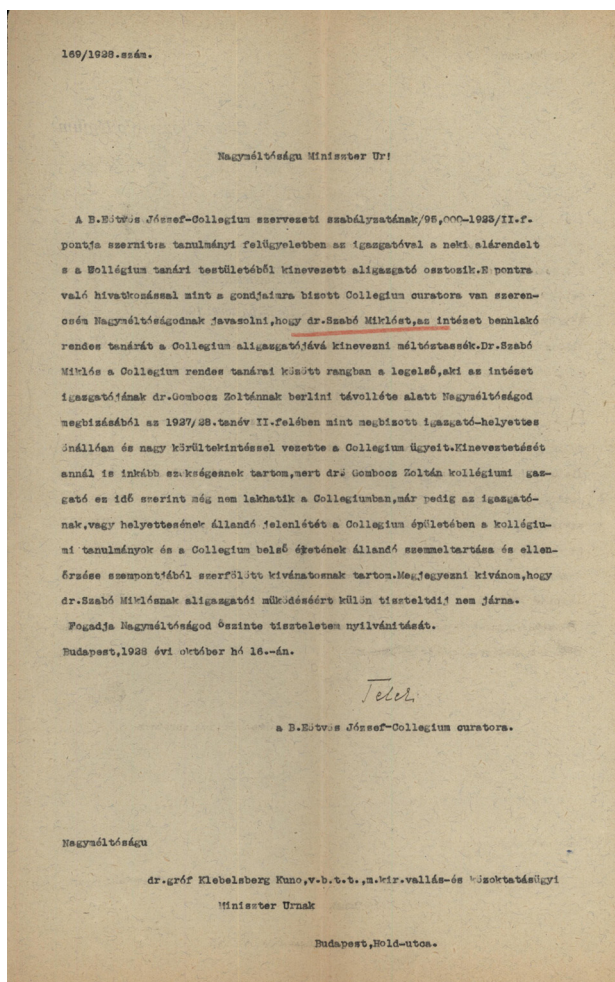 169/1928.szám.
Nagyméltóságu Miniszter Ur!
A B.Eötvös József-Collegium szervezeti szabályzatának/95,000-1923/II.f.
pontja szernit:a tanulmányi felügyeletben az igazgatóval a neki alárendelt
s a Wollégium tanári testületéből kinevezett aligazgató osztozik.E pontra
való hivatkozással mint a gondjaimra bizott Collegium curatora van szeren-
csém Nagyméltóságodnak javasolni,hogy dr.Szabó Miklóst,az intézet bennlakó
rendes tanárát a Collegium aligazgatójává kinevezni méltóztassék.Dr.Szabó
Miklós a Collegium rendes tanárai között rangban a legelső,aki az intézet
igazgatójának dr.Gombocz Zoltánnak berlini távolléte alatt Nagyméltóságod
megbizásából az 1927/28.tanév II.felében mint megbizott igazgató-helyettes
önállóan és nagy körültekintéssel vezette a Collegium ügyeit.Kineveztetését
annál is inkább szükségesnek tartom,mert dr. Gombocz Zoltán kollégiumi gaz-
gató ez idő szerint még nem lakhatik a Collegiumban,már pedig az igazgató-
nak,vagy helyettesének állandó jelenlétét a Collegium épületében a kollégiu-
mi tanulmányok és a Collegium belső életének állandó szemmeltartása és ellen-
őrzése szempontjából szerfölött kivánatosnak tartom.Megjegyezni kivánom,hogy
dr.Szabó Miklósnak aligazgatói működéséért külön tiszteltdij nem járna.
Fogadja Nagyméltóságod őszinte tiszteletem nyilvánitását.
Budapest,1928 évi október hó 16.-án.
Teleki
a B.Eötvös József-Collegium curatora.
Nagyméltóságu
dr.gróf Klebelsberg Kuno,v.b.t.t.,m.kir.vallás-és közoktatásügyi
Miniszter Urnak
Budapest,Hold-utca.